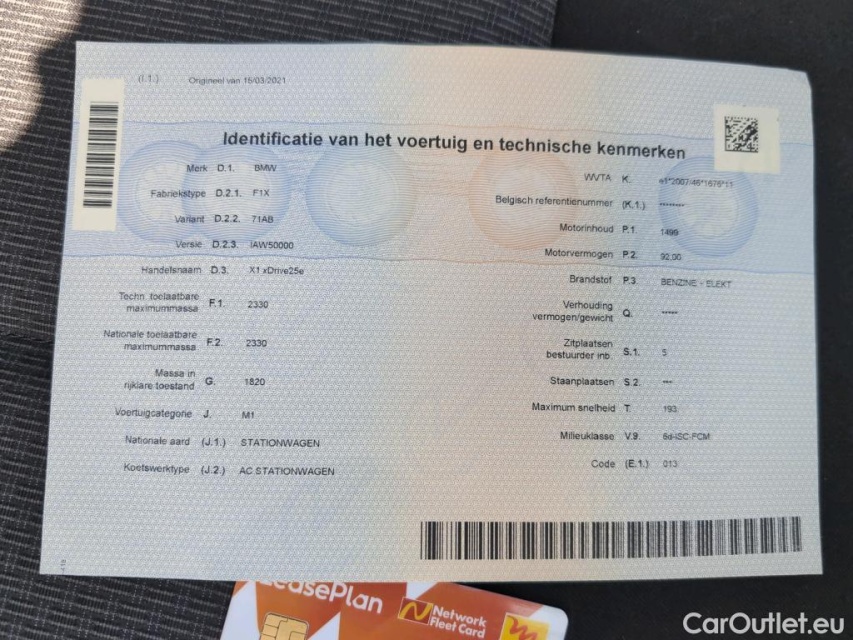 (I.1.) Origineel van 15/03/2021
Identificatie van het voertuig en technische kenmerken
Merk D.1. BMW
Fabriekstype D.2.1. F1X
Variant D.2.2. 71AB
Versie D.2.3. IAW50000
Handelsnaam D.3. X1 xDrive25e
Techn. toelaatbare
maximummassa F.1. 2330
Nationale toelaatbare
maximummassa F.2. 2330
Massa in
rijklare toestand G. 1820
Voertuigcategorie J. M1
Nationale aard (J.1.) STATIONWAGEN
Koetswerktype (J.2.) AC STATIONWAGEN
WVTA K. e1*2007/46*1676*11
Belgisch referentienummer (K.1.) --------
Motorinhoud P.1. 1499
Motorvermogen P.2. 92.00
Brandstof P.3. BENZINE - ELEKT
Verhouding
vermogen/gewicht Q. -----
Zitplaatsen
bestuurder inb. S.1. 5
Staanplaatsen S.2. ---
Maximum snelheid T. 193
Milieuklasse V.9. 6d-ISC-FCM
Code (E.1.) 013
LeasePlan
Network
Fleet Card
CarOutlet.eu